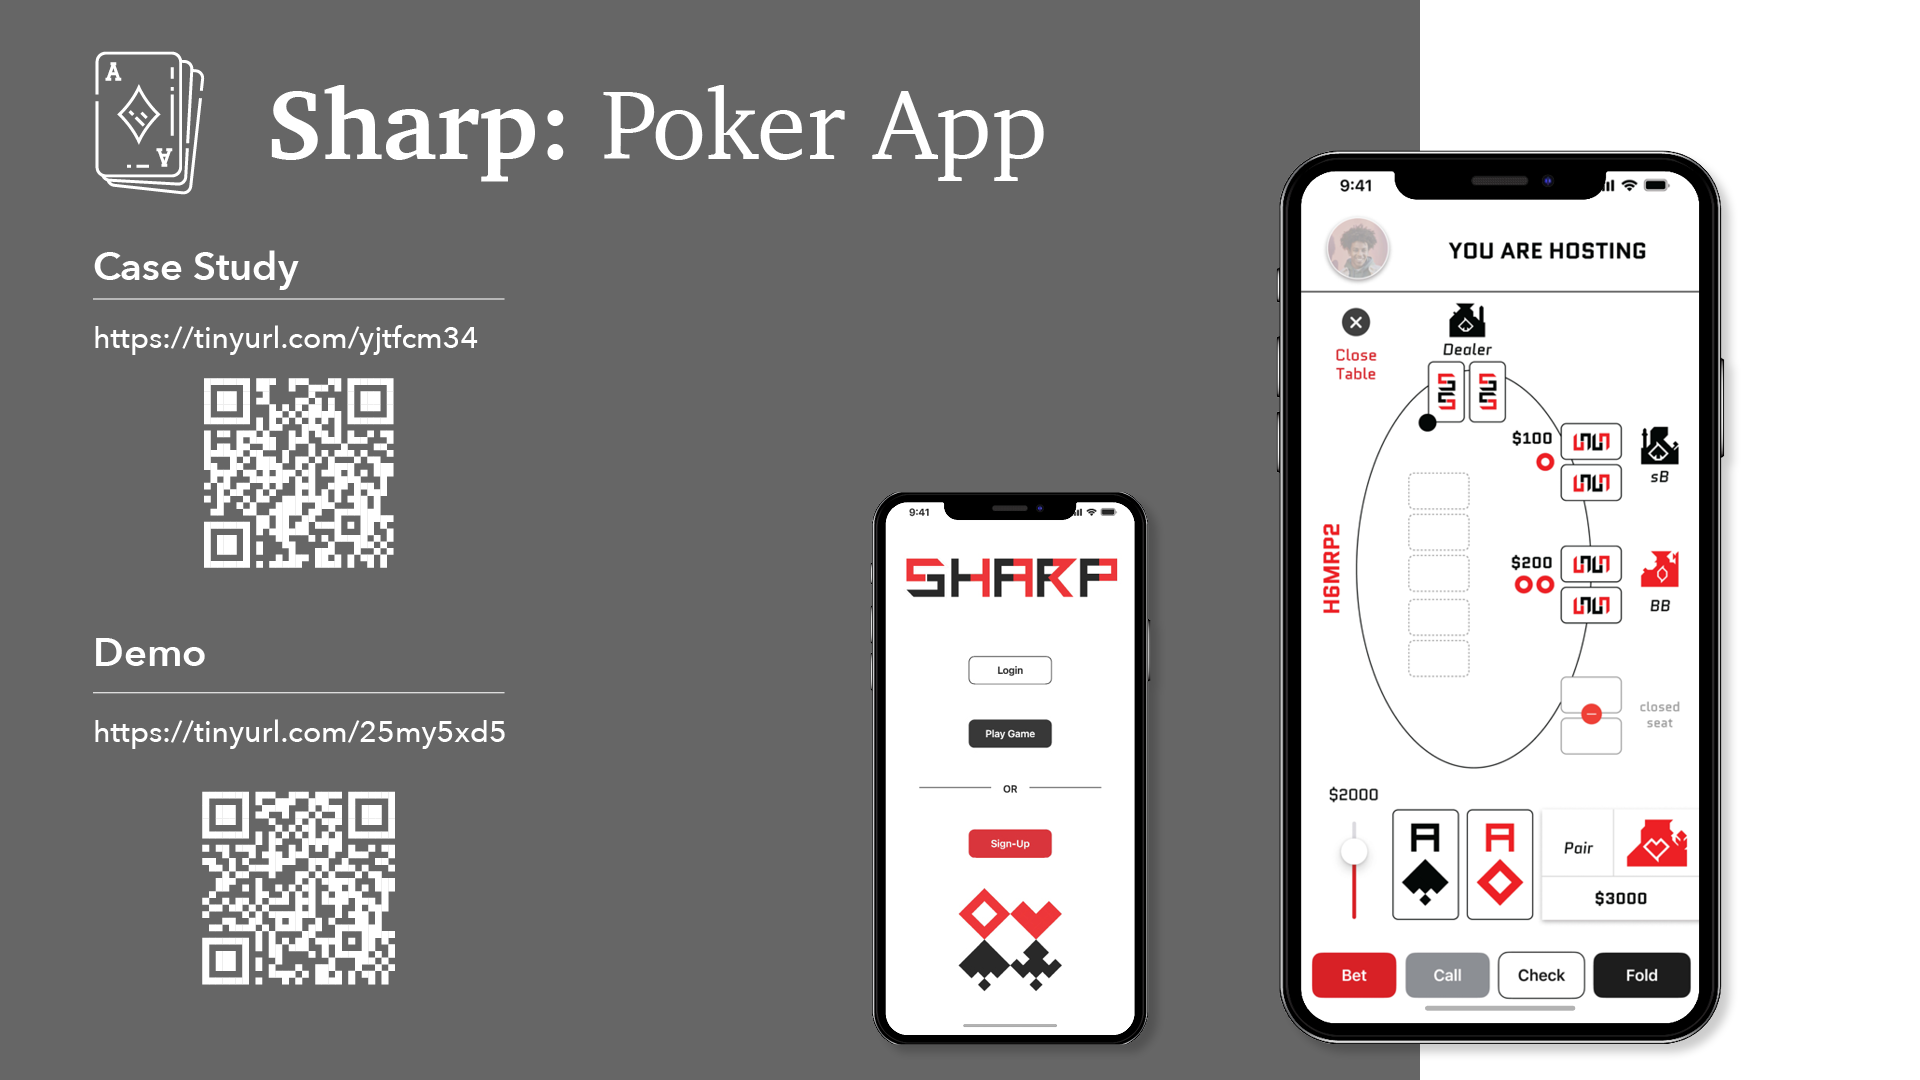 A
A
Sharp: Poker App
Case Study
https://tinyurl.com/yjtfcm34
Demo
https://tinyurl.com/25my5xd5
9:41
SHARP
Login
Play Game
OR
Sign-Up
9:41
YOU ARE HOSTING
Close
Table
Dealer
$100
sB
H6MRP2
$200
BB
closed
seat
$2000
A
A
Pair
$3000
Bet
Call
Check
Fold